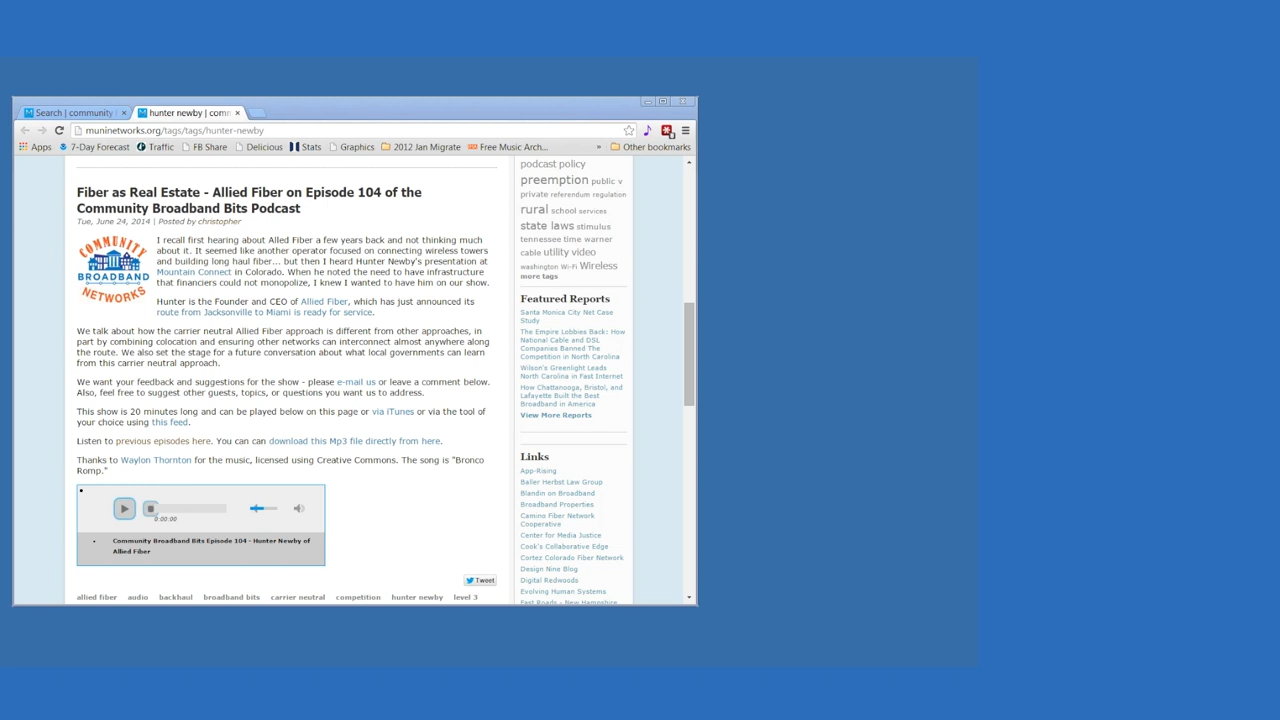 Search | community
hunter newby | comm
muninetworks.org/tags/tags/hunter-newby
Apps 7-Day Forecast Traffic FB Share Delicious Stats Graphics 2012 Jan Migrate Free Music Arch... » Other bookmarks
Fiber as Real Estate - Allied Fiber on Episode 104 of the
Community Broadband Bits Podcast
Tue, June 24, 2014 | Posted by christopher
COMMUNITY
BROADBAND
NETWORKS
I recall first hearing about Alled Fiber a few years back and not thinking much
about it. It seemed like another operator focused on connecting wireless towers
and building long haul fiber... but then I heard Hunter Newby's presentation at
Mountain Connect in Colorado. When he noted the need to have infrastructure
that financiers could not monopolize, I knew I wanted to have him on our show.
Hunter is the Founder and CEO of Allied Fiber, which has just announced its
route from Jacksonville to Miami is ready for service.
We talk about how the carrier neutral Allied Fiber approach is different from other approaches, in
part by combining colocation and ensuring other networks can interconnect almost anywhere along
the route. We also set the stage for a future conversation about what local governments can learn
from this carrier neutral approach.
We want your feedback and suggestions for the show - please e-mail us or leave a comment below.
Also, feel free to suggest other guests, topics, or questions you want us to address.
This show is 20 minutes long and can be played below on this page or via iTunes or via the tool of
your choice using this feed.
Listen to previous episodes here. You can can download this Mp3 file directly from here.
Thanks to Waylon Thornton for the music, licensed using Creative Commons. The song is "Bronco
Romp."
0:00:00
Community Broadband Bits Episode 104 - Hunter Newby of
Allied Fiber
Tweet
allied fiber audio backhaul broadband bits carrier neutral competition hunter newby level 3
podcast policy
preemption public v
private referendum regulation
rural school services
state laws stimulus
tennessee time warner
cable utility video
washington Wi-Fi Wireless
more tags
Featured Reports
Santa Monica City Net Case
Study
The Empire Lobbies Back: How
National Cable and DSL
Companies Banned The
Competition in North Carolina
Wilson's Greenlight Leads
North Carolina in Fast Internet
How Chattanooga, Bristol, and
Lafayette Built the Best
Broadband in America
View More Reports
Links
App-Rising
Baller Herbst Law Group
Blandin on Broadband
Broadband Properties
Camino Fiber Network
Cooperative
Center for Media Justice
Cook's Collaborative Edge
Cortez Colorado Fiber Network
Design Nine Blog
Digital Redwoods
Evolving Human Systems
Fast Roads - New Hampshire